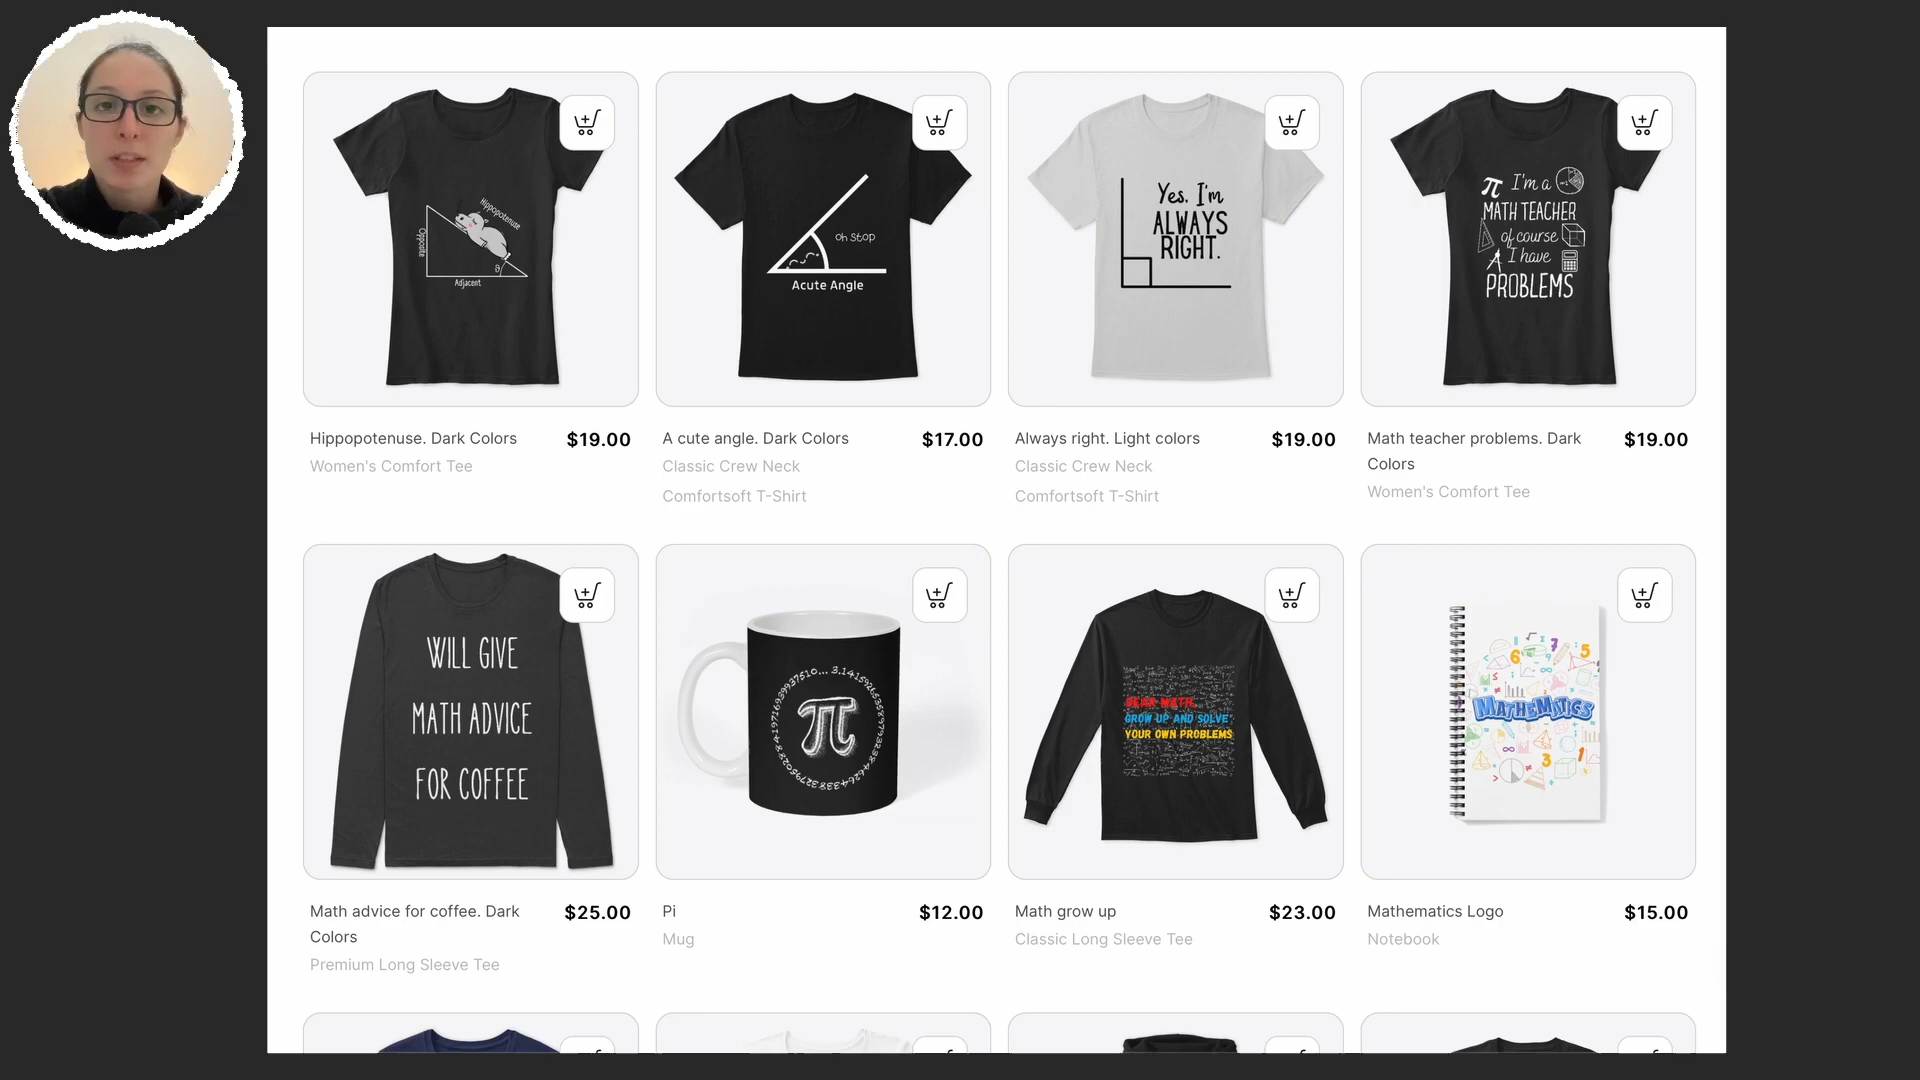 Hippopotenuse
Opposite
θ
Adjacent
oh stop
Acute Angle
Yes. I'm
ALWAYS
RIGHT.
π I'm a
MATH TEACHER
of course
I have
PROBLEMS
Hippopotenuse. Dark Colors
$19.00
Women's Comfort Tee
A cute angle. Dark Colors
$17.00
Classic Crew Neck
Comfortsoft T-Shirt
Always right. Light colors
$19.00
Classic Crew Neck
Comfortsoft T-Shirt
Math teacher problems. Dark
Colors
$19.00
Women's Comfort Tee
WILL GIVE
MATH ADVICE
FOR COFFEE
π
DEAR MATH,
GROW UP AND SOLVE
YOUR OWN PROBLEMS
MATHEMATICS
Math advice for coffee. Dark
Colors
$25.00
Premium Long Sleeve Tee
Pi
$12.00
Mug
Math grow up
$23.00
Classic Long Sleeve Tee
Mathematics Logo
$15.00
Notebook